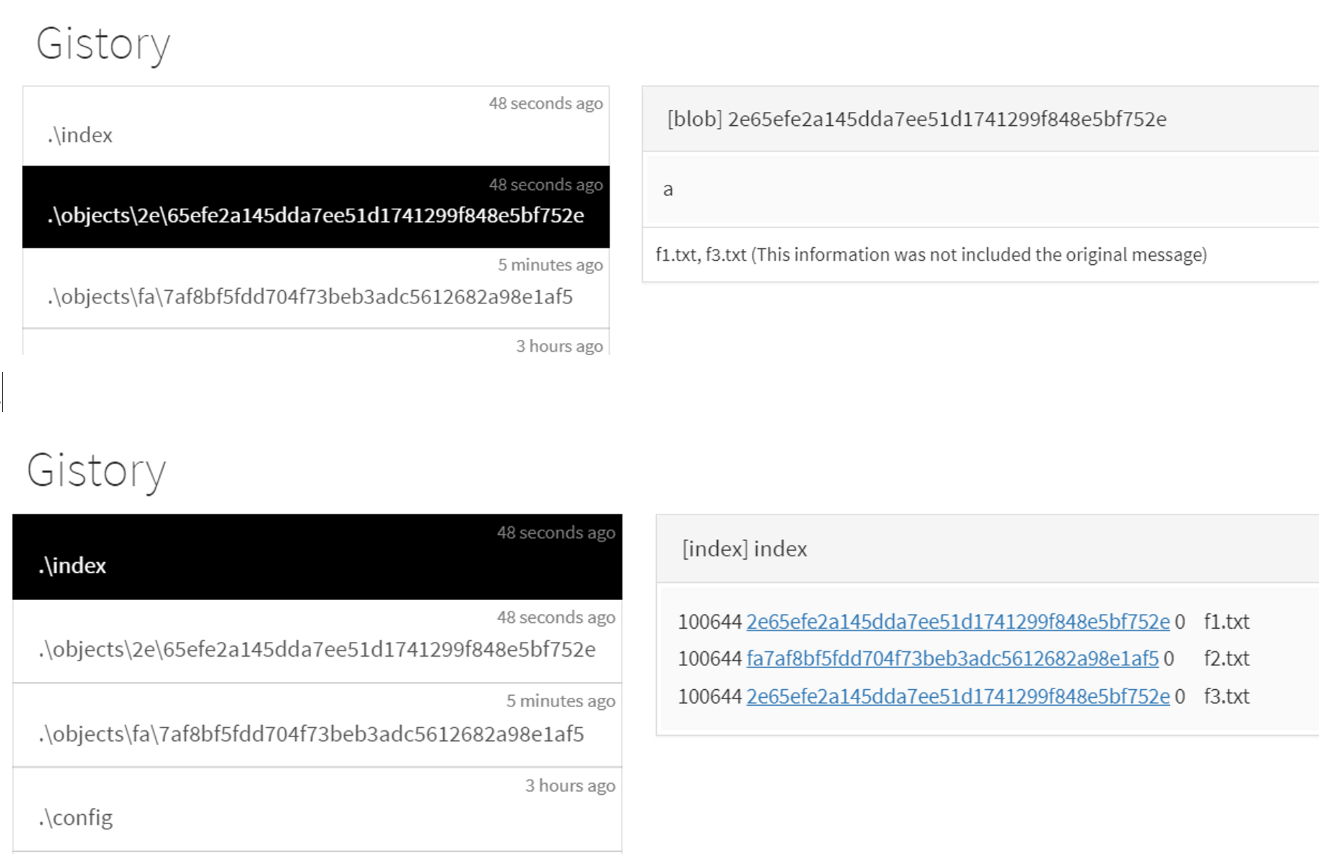 Gistory
48 seconds ago
.\index
48 seconds ago
.\objects\2e\65efe2a145dda7ee51d1741299f848e5bf752e
5 minutes ago
.\objects\fa\7af8bf5fdd704f73beb3adc5612682a98e1af5
3 hours ago
[blob] 2e65efe2a145dda7ee51d1741299f848e5bf752e
a
f1.txt, f3.txt (This information was not included the original message)
Gistory
48 seconds ago
.\index
48 seconds ago
.\objects\2e\65efe2a145dda7ee51d1741299f848e5bf752e
5 minutes ago
.\objects\fa\7af8bf5fdd704f73beb3adc5612682a98e1af5
3 hours ago
.\config
[index] index
100644 2e65efe2a145dda7ee51d1741299f848e5bf752e 0 f1.txt
100644 fa7af8bf5fdd704f73beb3adc5612682a98e1af5 0 f2.txt
100644 2e65efe2a145dda7ee51d1741299f848e5bf752e 0 f3.txt